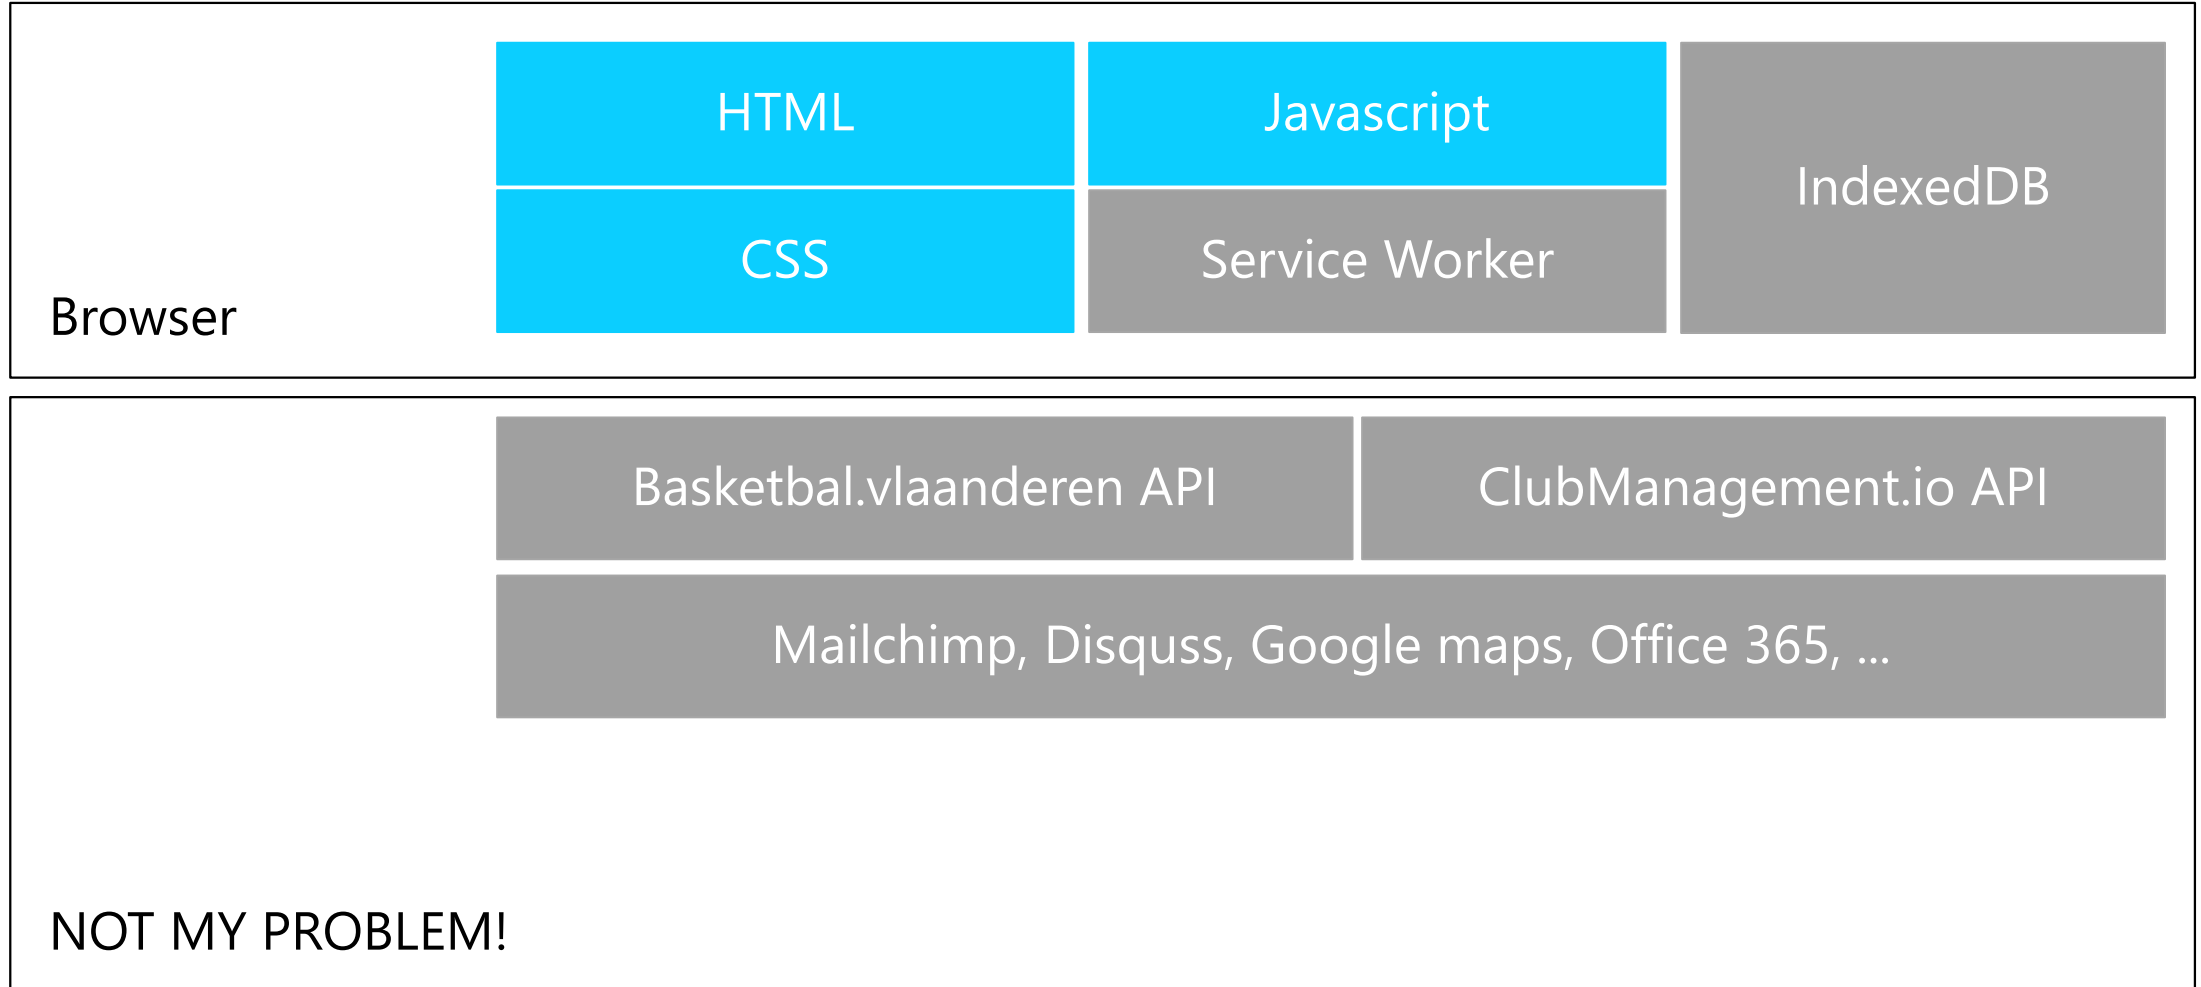 HTML
Javascript
IndexedDB
CSS
Service Worker
Browser
Basketbal.vlaanderen API
ClubManagement.io API
Mailchimp, Disquss, Google maps, Office 365, ...
NOT MY PROBLEM!